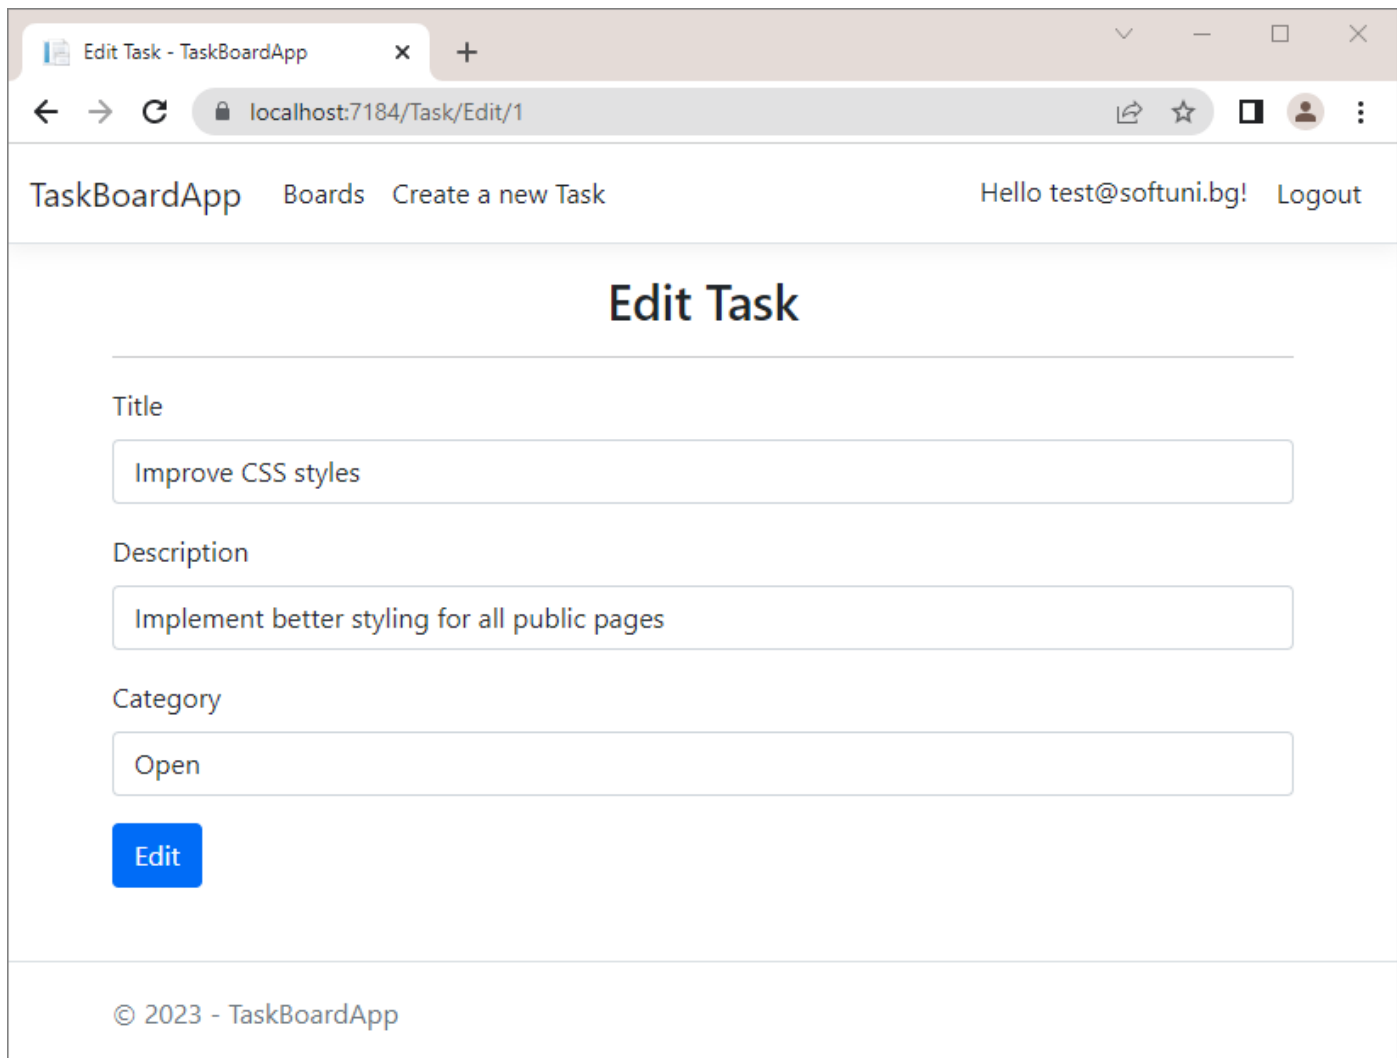 Edit Task - TaskBoardApp
localhost:7184/Task/Edit/1
TaskBoardApp Boards Create a new Task Hello test@softuni.bg! Logout
Edit Task
Title
Improve CSS styles
Description
Implement better styling for all public pages
Category
Open
Edit
© 2023 - TaskBoardApp